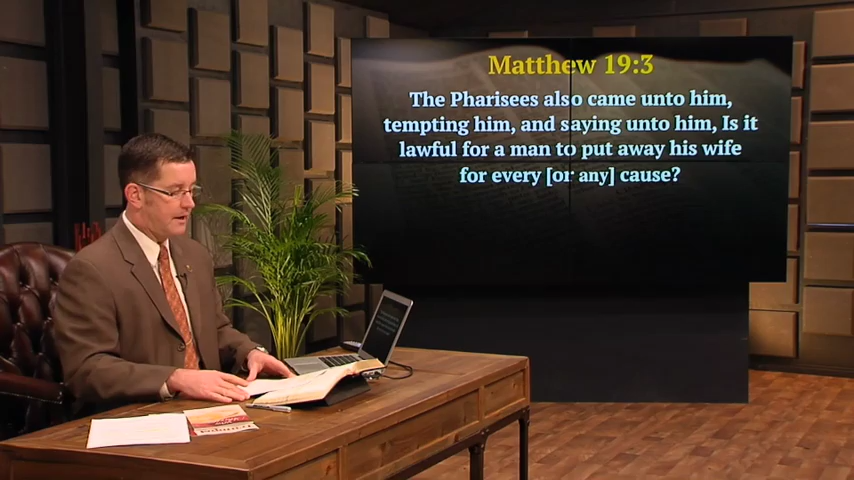 Matthew 19:3
The Pharisees also came unto him,
tempting him, and saying unto him, Is it
lawful for a man to put away his wife
for every [or any] cause?